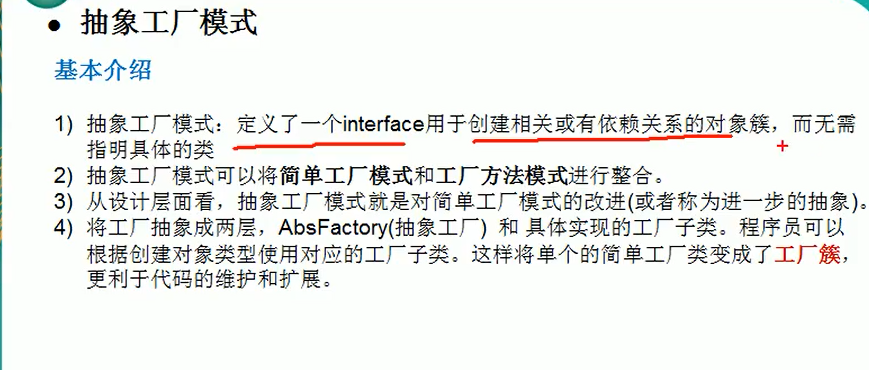 ● 抽象工厂模式
基本介绍
1) 抽象工厂模式：定义了一个interface用于创建相关或有依赖关系的对象簇，而无需
指明具体的类
2) 抽象工厂模式可以将简单工厂模式和工厂方法模式进行整合。
3) 从设计层面看，抽象工厂模式就是对简单工厂模式的改进(或者称为进一步的抽象)。
4) 将工厂抽象成两层，AbsFactory(抽象工厂) 和 具体实现的工厂子类。程序员可以
根据创建对象类型使用对应的工厂子类。这样将单个的简单工厂类变成了工厂簇，
更利于代码的维护和扩展。